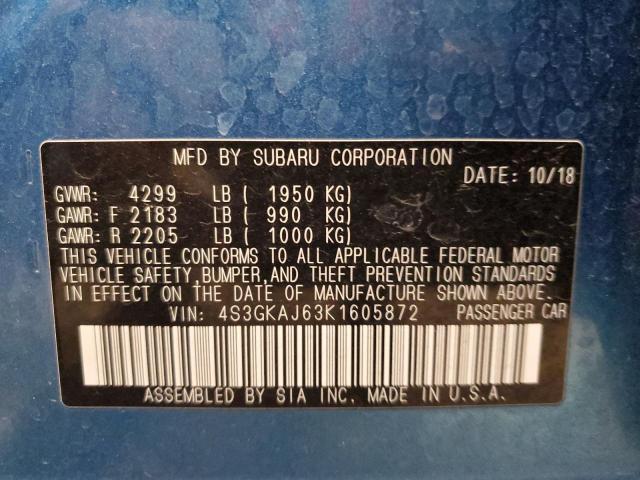 MFD BY SUBARU CORPORATION
DATE: 10/18
GVWR: 4299 LB ( 1950 KG)
GAWR: F 2183 LB ( 990 KG)
GAWR: R 2205 LB ( 1000 KG)
THIS VEHICLE CONFORMS TO ALL APPLICABLE FEDERAL MOTOR
VEHICLE SAFETY,BUMPER,AND THEFT PREVENTION STANDARDS
IN EFFECT ON THE DATE OF MANUFACTURE SHOWN ABOVE.
VIN: 4S3GKAJ63K1605872 PASSENGER CAR
ASSEMBLED BY SIA INC. MADE IN U.S.A.